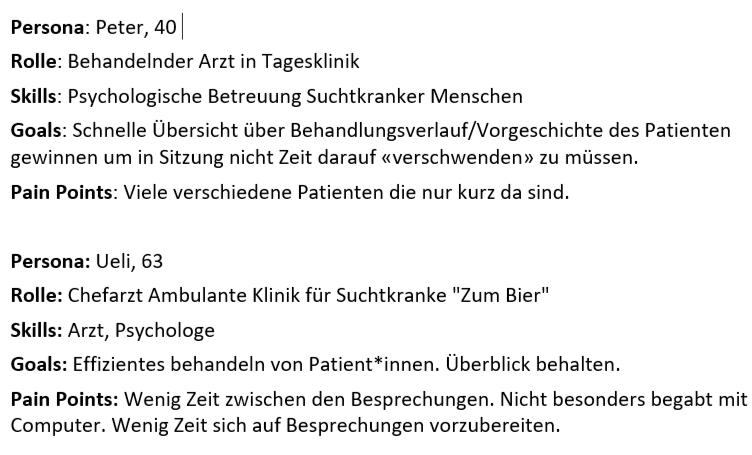 Persona: Peter, 40
Rolle: Behandelnder Arzt in Tagesklinik
Skills: Psychologische Betreuung Suchtkranker Menschen
Goals: Schnelle Übersicht über Behandlungsverlauf/Vorgeschichte des Patienten
gewinnen um in Sitzung nicht Zeit darauf «verschwenden» zu müssen.
Pain Points: Viele verschiedene Patienten die nur kurz da sind.
Persona: Ueli, 63
Rolle: Chefarzt Ambulante Klinik für Suchtkranke "Zum Bier"
Skills: Arzt, Psychologe
Goals: Effizientes behandeln von Patient*innen. Überblick behalten.
Pain Points: Wenig Zeit zwischen den Besprechungen. Nicht besonders begabt mit
Computer. Wenig Zeit sich auf Besprechungen vorzubereiten.